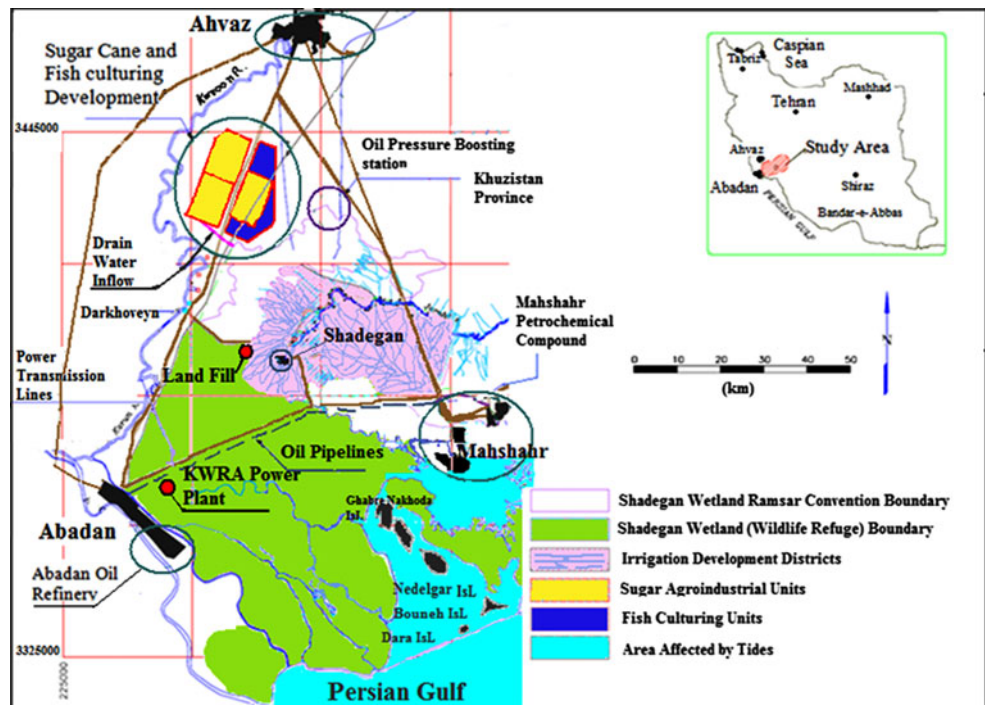 Ahvaz
Sugar Cane and
Fish culturing
Development
Karoon R.
3445000
Oil Pressure Boosting
station
Khuzistan
Province
Drain
Water
Inflow
Darkhoveyn
Shadegan
Mahshahr
Petrochemical
Compound
Power
Transmission
Lines
Land Fill
Karun R.
Oil Pipelines
Mahshahr
KWRA Power
Plant
Abadan
Abadan Oil
Refinery
Ghabre Nakhoda
IsL
Nedelgar IsL
Bouneh IsL
Dara IsL
3325000
225000
Persian Gulf
Caspian
Sea
Tabriz
Mashhad
Tehran
Ahvaz
Study Area
Abadan
Shiraz
PERSIAN GULF
Bandar-e-Abbas
N
0 10 20 30 40 50
(km)
Shadegan Wetland Ramsar Convention Boundary
Shadegan Wetland (Wildlife Refuge) Boundary
Irrigation Development Districts
Sugar Agroindustrial Units
Fish Culturing Units
Area Affected by Tides